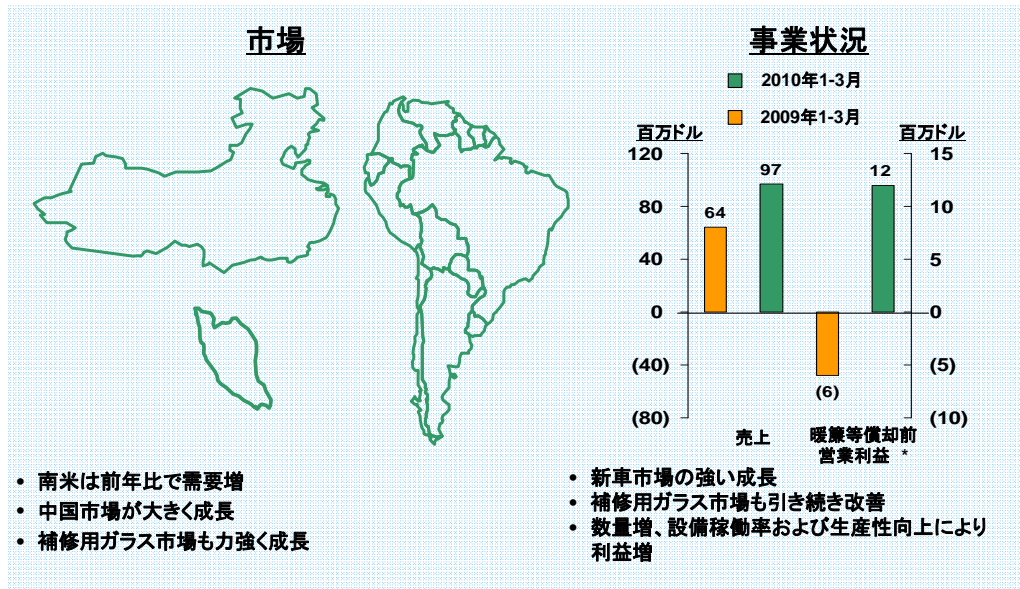 市場
• 南米は前年比で需要増
• 中国市場が大きく成長
• 補修用ガラス市場も力強く成長
事業状況
2010年1-3月
2009年1-3月
百万ドル
百万ドル
120
80
40
0
(40)
(80)
64
97
(6)
12
15
10
5
0
(5)
(10)
売上
暖簾等償却前
営業利益 *
• 新車市場の強い成長
• 補修用ガラス市場も引き続き改善
• 数量増、設備稼働率および生産性向上により
利益増